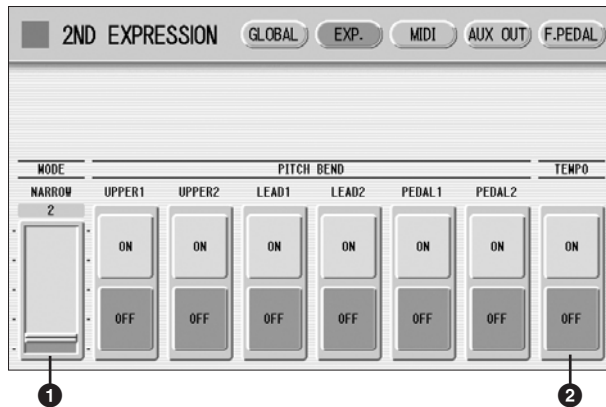 2ND EXPRESSION GLOBAL EXP. MIDI AUX OUT F.PEDAL
MODE PITCH BEND TEMPO
NARROW UPPER1 UPPER2 LEAD1 LEAD2 PEDAL1 PEDAL2
2
ON ON ON ON ON ON ON
OFF OFF OFF OFF OFF OFF OFF
1 2